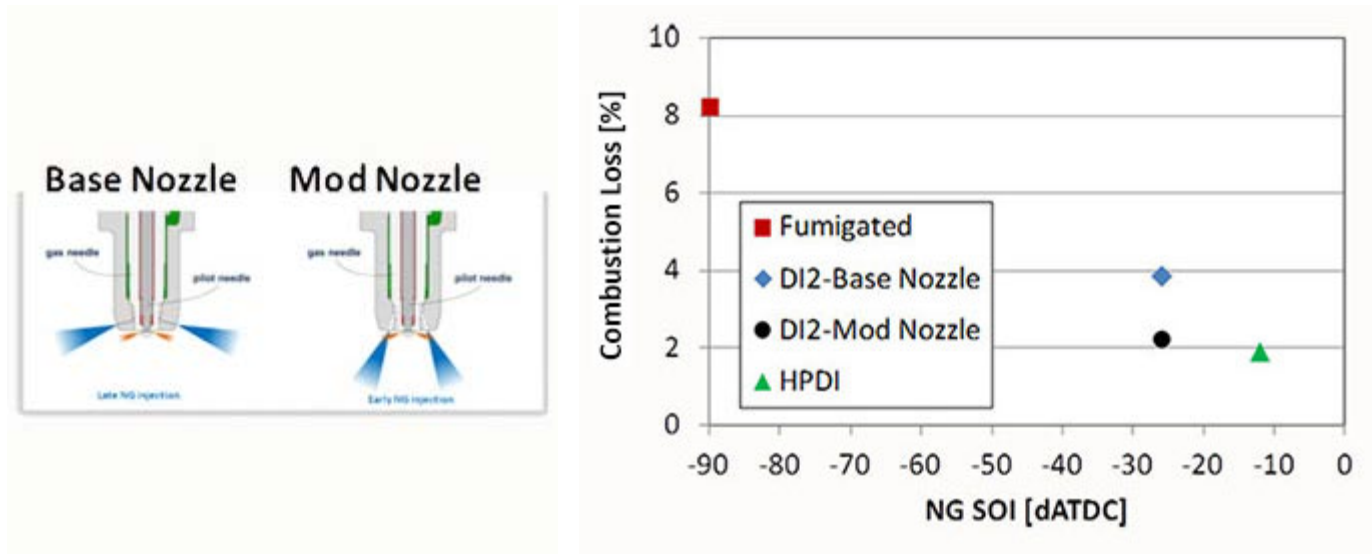 Base Nozzle
Mod Nozzle
gas needle
pilot needle
gas needle
pilot needle
Late NG injection
Early NG injection
Combustion Loss [%]
10
8
6
4
2
0
Fumigated
DI2-Base Nozzle
DI2-Mod Nozzle
HPDI
-90 -80 -70 -60 -50 -40 -30 -20 -10 0
NG SOI [dATDC]